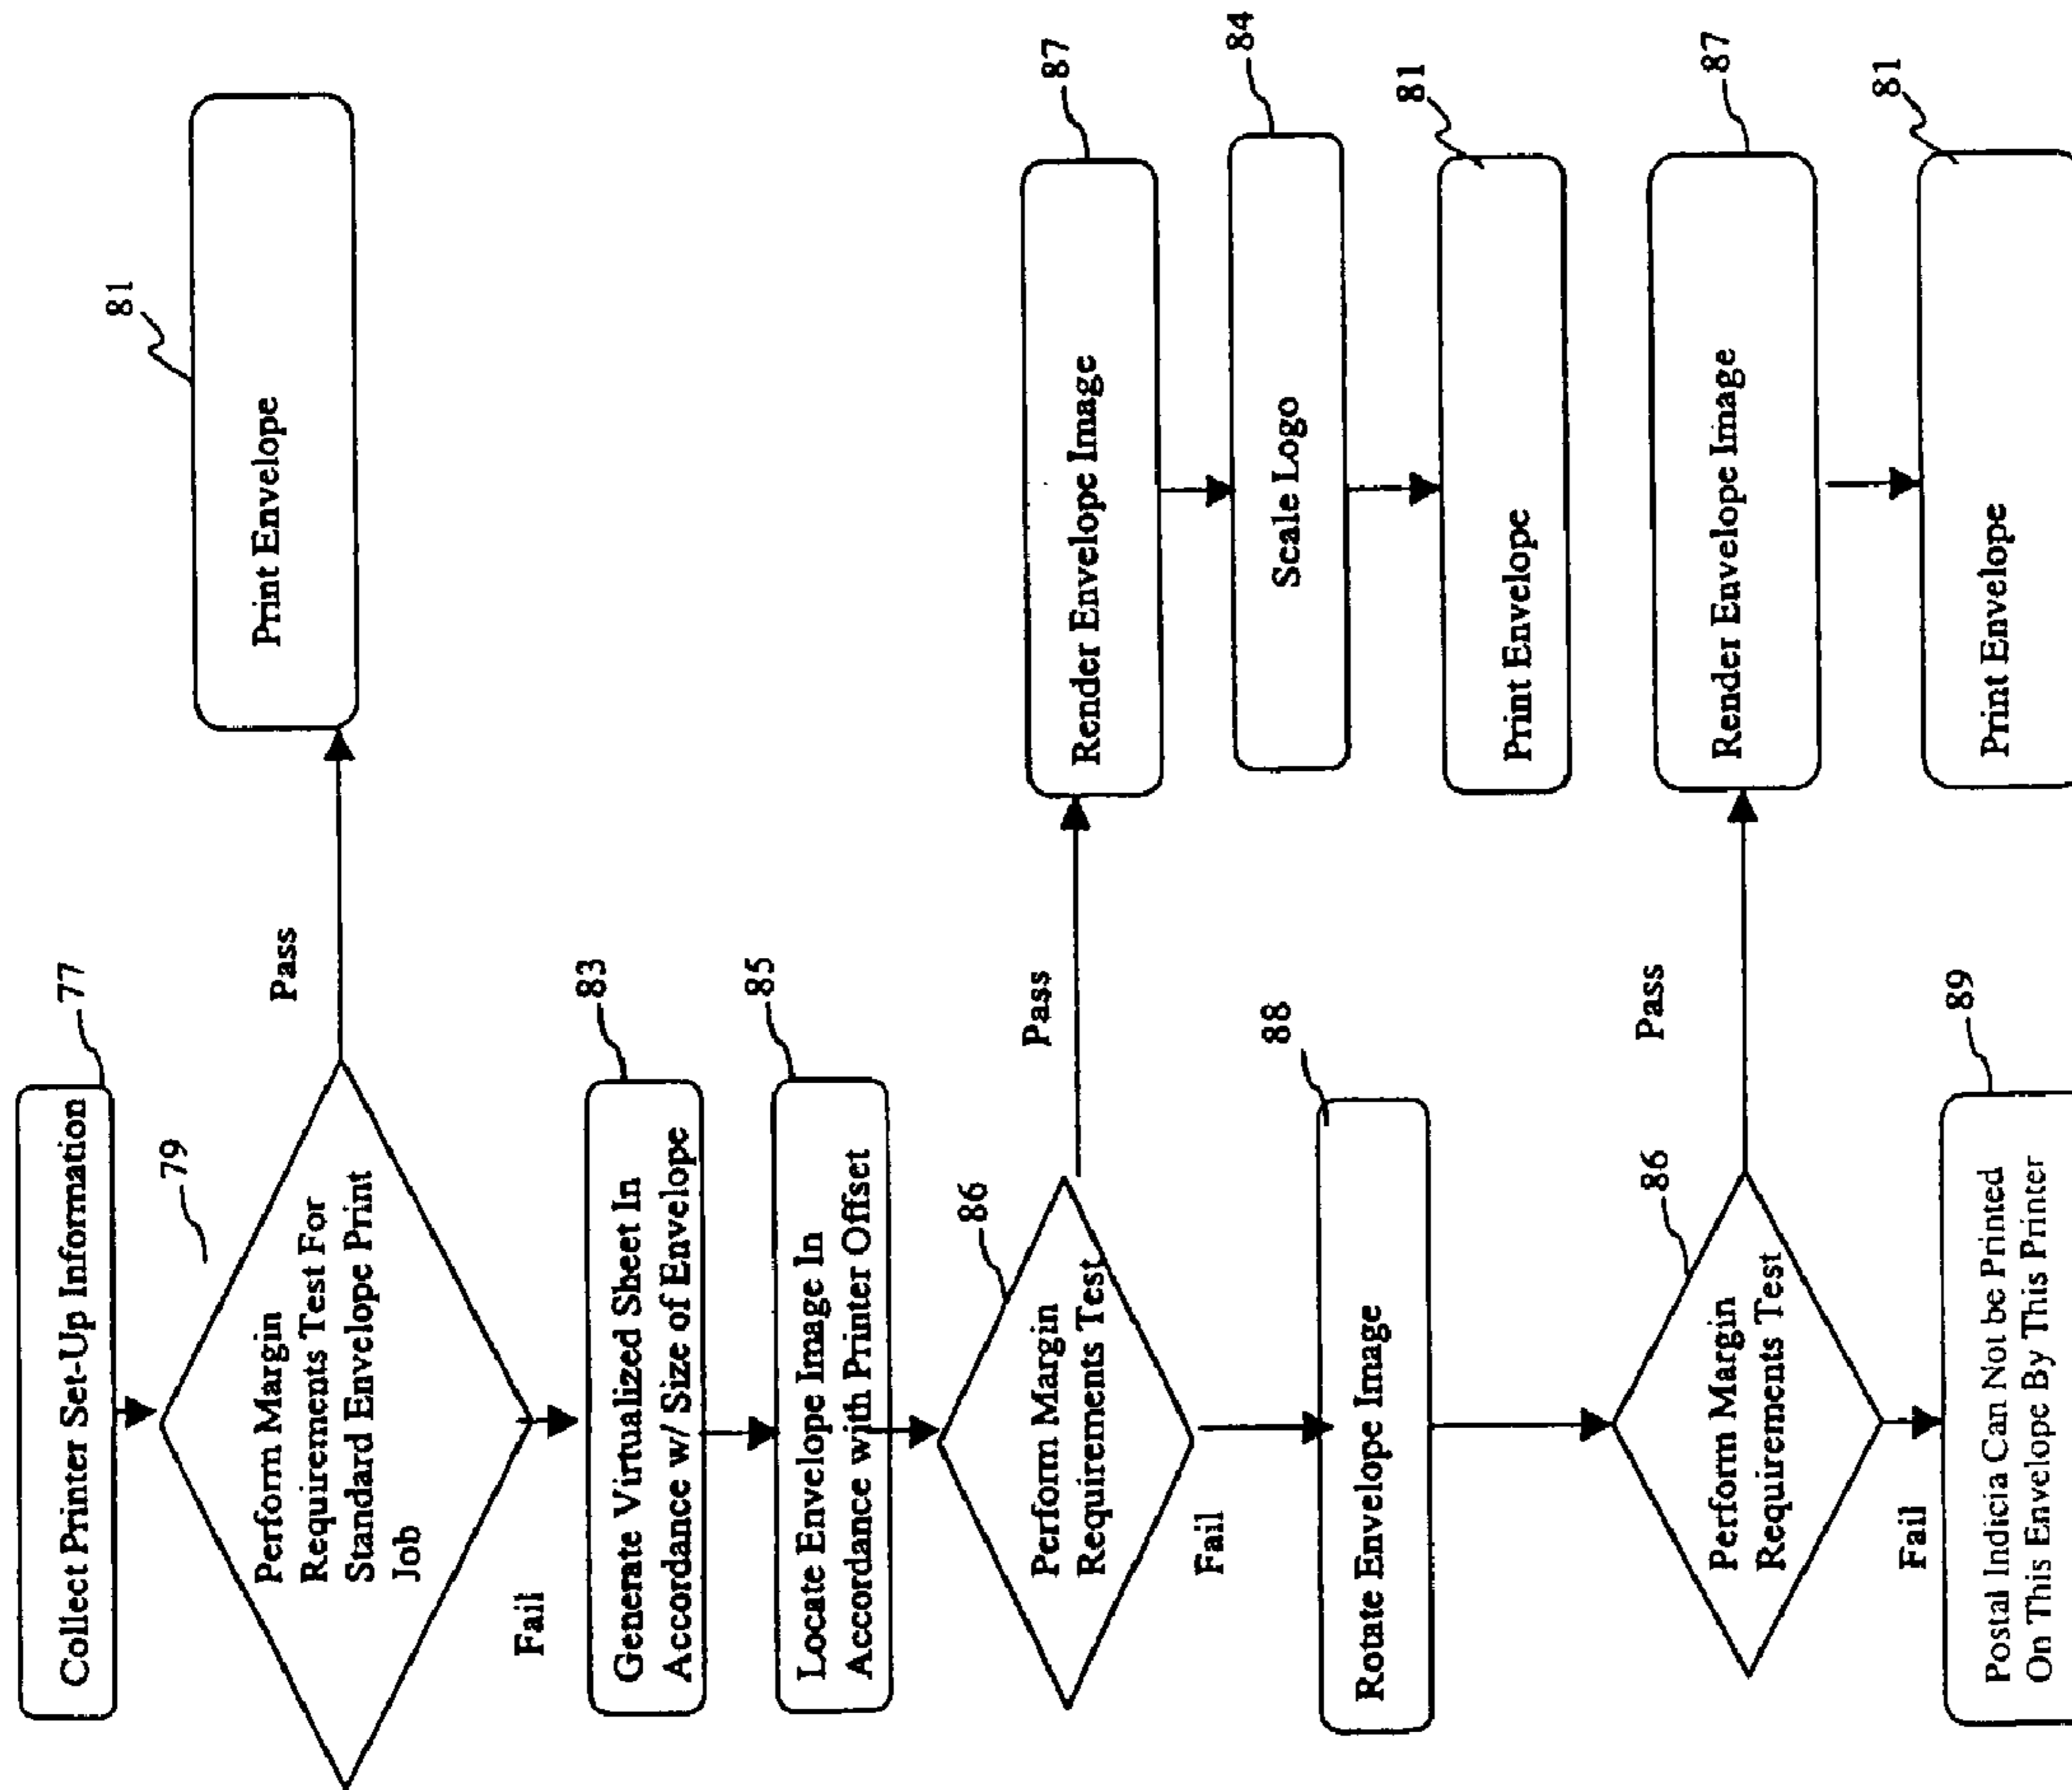 Collect Printer Set-Up Information
77
79
Perform Margin
Requirements Test For
Standard Envelope Print
Job
Pass
81
Print Envelope
Fail
83
Generate Virtualized Sheet In
Accordance w/ Size of Envelope
85
Locate Envelope Image In
Accordance with Printer Offset
86
Perform Margin
Requirements Test
Pass
87
Render Envelope Image
84
Scale Logo
81
Print Envelope
Fail
88
Rotate Envelope Image
86
Perform Margin
Requirements Test
Pass
87
Render Envelope Image
81
Print Envelope
Fail
89
Postal Indicia Can Not be Printed
On This Envelope By This Printer